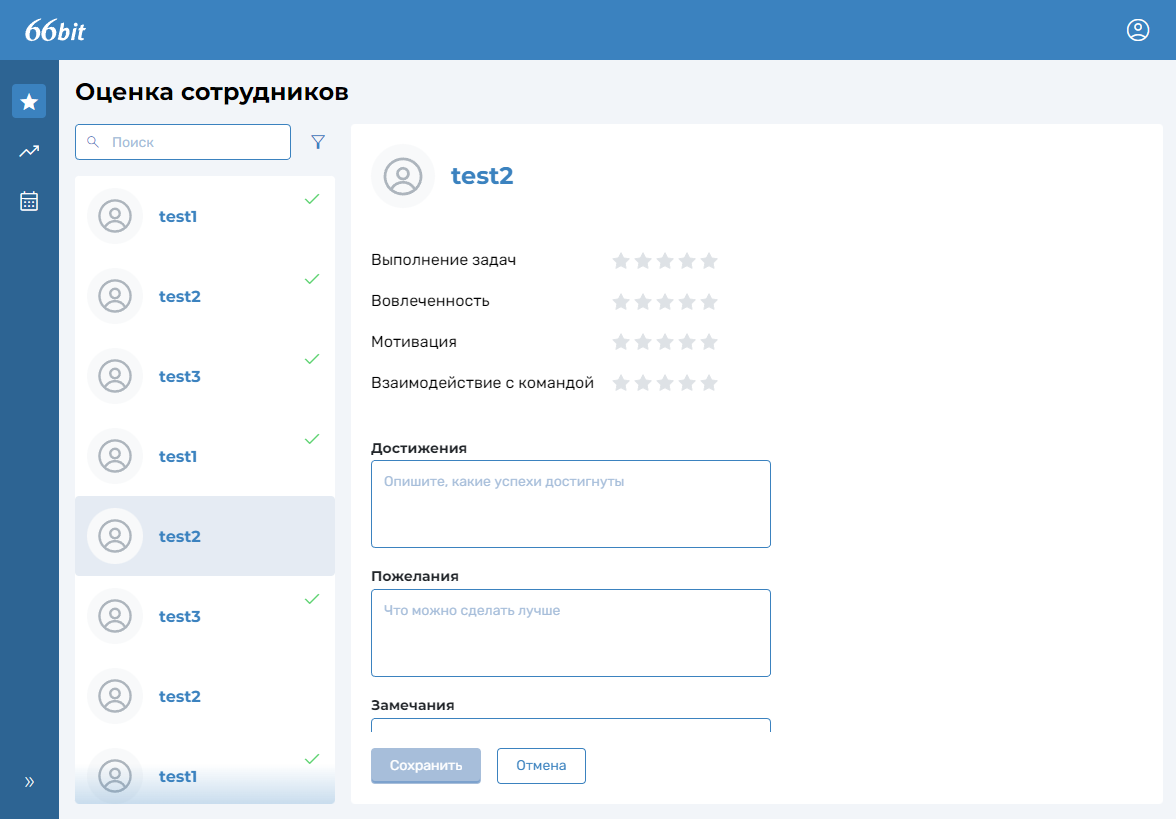 66bit
Оценка сотрудников
Поиск
test1
test2
test3
test1
test2
test3
test2
test1
test2
Выполнение задач
Вовлеченность
Мотивация
Взаимодействие с командой
Достижения
Опишите, какие успехи достигнуты
Пожелания
Что можно сделать лучше
Замечания
Сохранить
Отмена